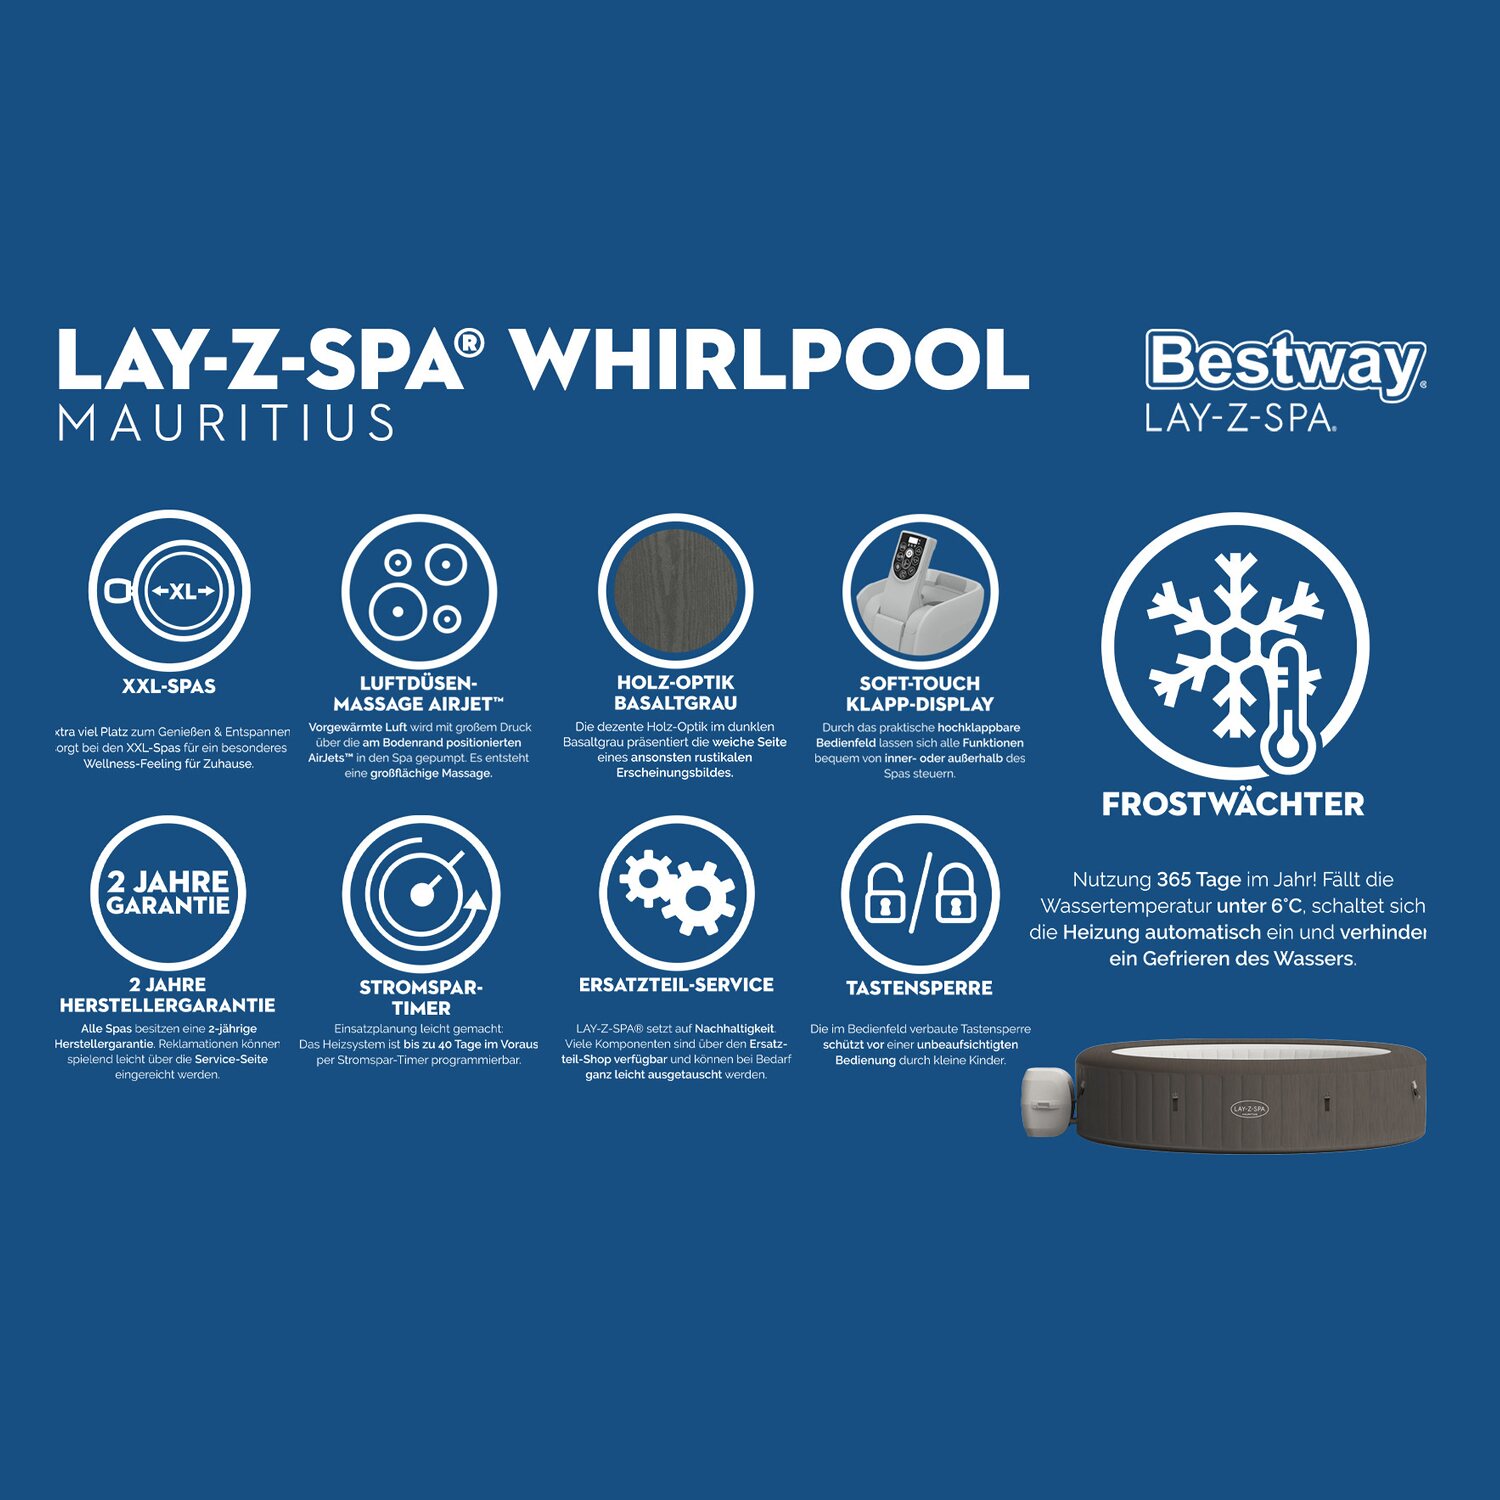 LAY-Z-SPA® WHIRLPOOL
MAURITIUS
Bestway
LAY-Z-SPA®
XL
XXL-SPAS
xtra viel Platz zum Genießen & Entspannen
orgt bei den XXL-Spas für ein besonderes
Wellness-Feeling für Zuhause.
LUFTDÜSEN-
MASSAGE AIRJET™
Vorgewärmte Luft wird mit großem Druck
über die am Bodenrand positionierten
AirJets™ in den Spa gepumpt. Es entsteht
eine großflächige Massage.
HOLZ-OPTIK
BASALTGRAU
Die dezente Holz-Optik im dunklen
Basaltgrau präsentiert die weiche Seite
eines ansonsten rustikalen
Erscheinungsbildes.
SOFT-TOUCH
KLAPP-DISPLAY
Durch das praktische hochklappbare
Bedienfeld lassen sich alle Funktionen
bequem von inner- oder außerhalb des
Spas steuern.
FROSTWÄCHTER
Nutzung 365 Tage im Jahr! Fällt die
Wassertemperatur unter 6°C, schaltet sich
die Heizung automatisch ein und verhinder
ein Gefrieren des Wassers.
2 JAHRE
GARANTIE
2 JAHRE
HERSTELLERGARANTIE
Alle Spas besitzen eine 2-jährige
Herstellergarantie. Reklamationen können
spielend leicht über die Service-Seite
eingereicht werden.
STROMSPAR-
TIMER
Einsatzplanung leicht gemacht:
Das Heizsystem ist bis zu 40 Tage im Voraus
per Stromspar-Timer programmierbar.
ERSATZTEIL-SERVICE
LAY-Z-SPA® setzt auf Nachhaltigkeit.
Viele Komponenten sind über den Ersatz-
teil-Shop verfügbar und können bei Bedarf
ganz leicht ausgetauscht werden.
TASTENSPERRE
Die im Bedienfeld verbaute Tastensperre
schützt vor einer unbeaufsichtigten
Bedienung durch kleine Kinder.
LAY-Z-SPA